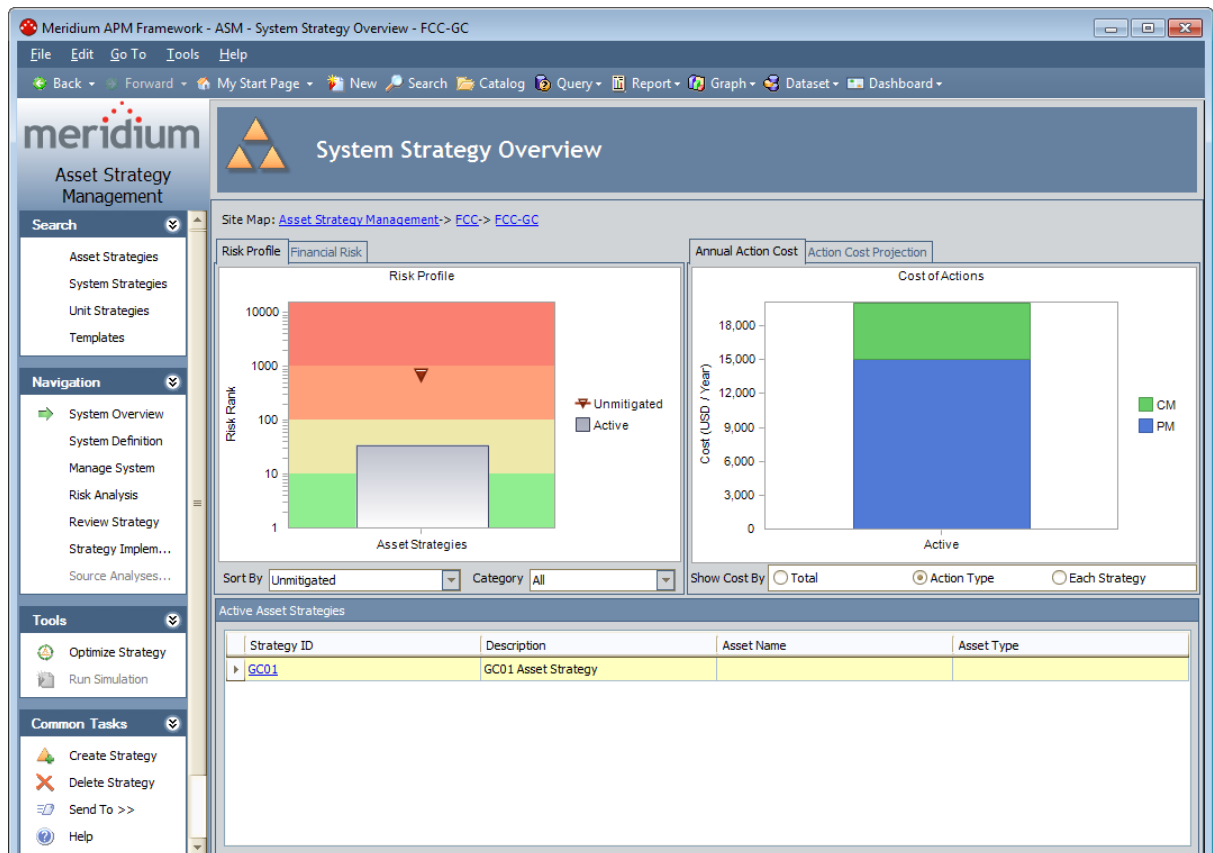 Meridium APM Framework - ASM - System Strategy Overview - FCC-GC
File Edit Go To Tools Help
Back Forward My Start Page New Search Catalog Query Report Graph Dataset Dashboard
meridium
Asset Strategy
Management
System Strategy Overview
Search
Asset Strategies
System Strategies
Unit Strategies
Templates
Navigation
System Overview
System Definition
Manage System
Risk Analysis
Review Strategy
Strategy Implem...
Source Analyses...
Tools
Optimize Strategy
Run Simulation
Common Tasks
Create Strategy
Delete Strategy
Send To >>
Help
Site Map: Asset Strategy Management-> FCC-> FCC-GC
Risk Profile Financial Risk
Risk Profile
Risk Rank
10000
1000
100
10
1
Asset Strategies
Unmitigated
Active
Sort By Unmitigated Category All
Annual Action Cost Action Cost Projection
Cost of Actions
Cost (USD / Year)
18,000
15,000
12,000
9,000
6,000
3,000
0
Active
CM
PM
Show Cost By Total Action Type Each Strategy
Active Asset Strategies
Strategy ID Description Asset Name Asset Type
GC01 GC01 Asset Strategy